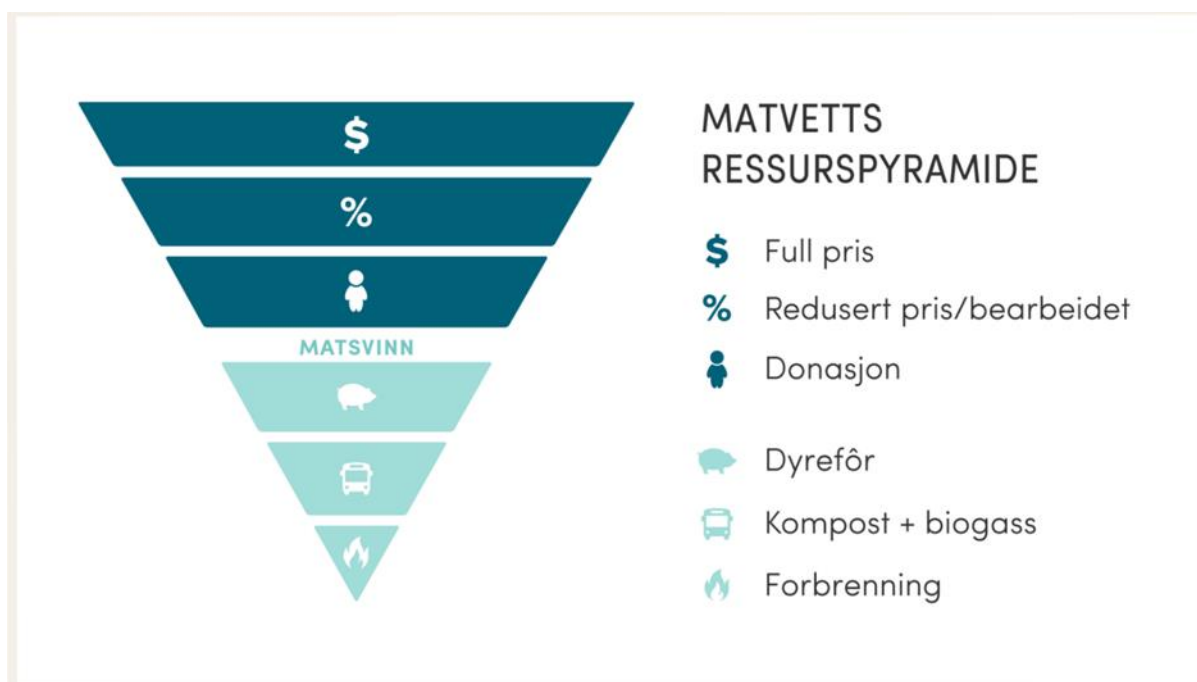 $
%
MATSVINN
MATVETTS
RESSURSPYRAMIDE
$ Full pris
% Redusert pris/bearbeidet
Donasjon
Dyrefôr
Kompost + biogass
Forbrenning